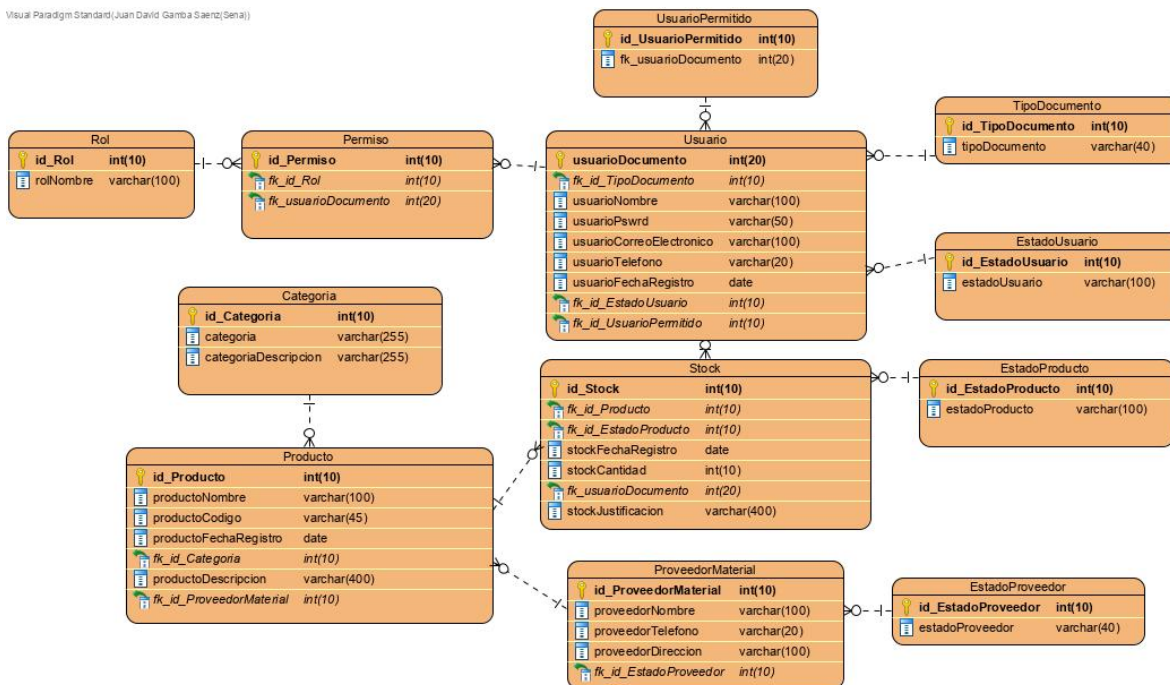 Visual Paradigm Standard(Juan David Gamba Saenz(Sena))
UsuarioPermitido
id_UsuarioPermitido int(10)
fk_usuarioDocumento int(20)
Rol
id_Rol int(10)
rolNombre varchar(100)
Permiso
id_Permiso int(10)
fk_id_Rol int(10)
fk_usuarioDocumento int(20)
Usuario
usuarioDocumento int(20)
fk_id_TipoDocumento int(10)
usuarioNombre varchar(100)
usuarioPswrd varchar(50)
usuarioCorreoElectronico varchar(100)
usuarioTelefono varchar(20)
usuarioFechaRegistro date
fk_id_EstadoUsuario int(10)
fk_id_UsuarioPermitido int(10)
TipoDocumento
id_TipoDocumento int(10)
tipoDocumento varchar(40)
EstadoUsuario
id_EstadoUsuario int(10)
estadoUsuario varchar(100)
Categoria
id_Categoria int(10)
categoria varchar(255)
categoriaDescripcion varchar(255)
Stock
id_Stock int(10)
fk_id_Producto int(10)
fk_id_EstadoProducto int(10)
stockFechaRegistro date
stockCantidad int(10)
fk_usuarioDocumento int(20)
stockJustificacion varchar(400)
EstadoProducto
id_EstadoProducto int(10)
estadoProducto varchar(100)
Producto
id_Producto int(10)
productoNombre varchar(100)
productoCodigo varchar(45)
productoFechaRegistro date
fk_id_Categoria int(10)
productoDescripcion varchar(400)
fk_id_ProveedorMaterial int(10)
ProveedorMaterial
id_ProveedorMaterial int(10)
proveedorNombre varchar(100)
proveedorTelefono varchar(20)
proveedorDireccion varchar(100)
fk_id_EstadoProveedor int(10)
EstadoProveedor
id_EstadoProveedor int(10)
estadoProveedor varchar(40)